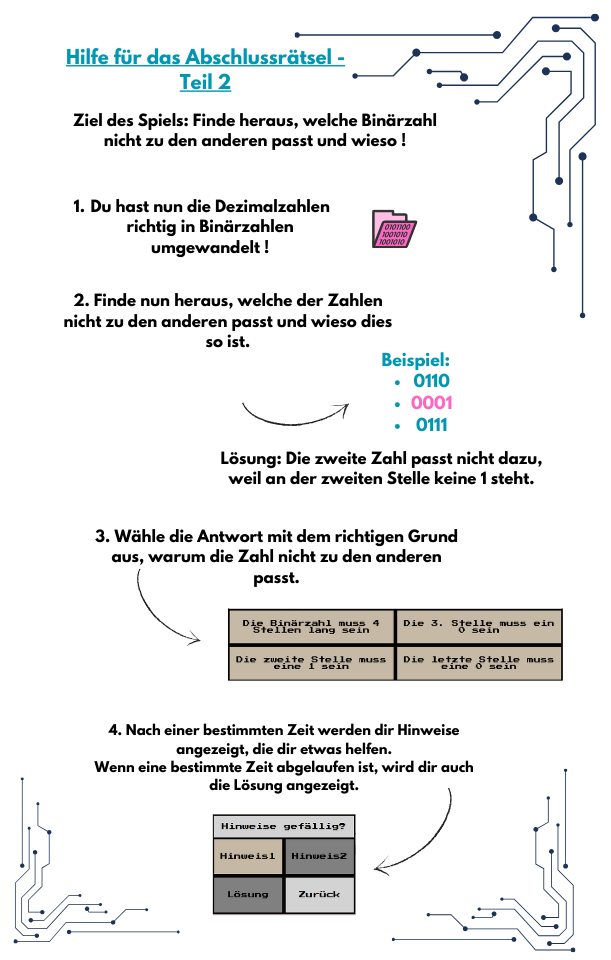 Hilfe für das Abschlussrätsel -
Teil 2
Ziel des Spiels: Finde heraus, welche Binärzahl
nicht zu den anderen passt und wieso !
1. Du hast nun die Dezimalzahlen
richtig in Binärzahlen
umgewandelt !
0101100
1001010
1001010
2. Finde nun heraus, welche der Zahlen
nicht zu den anderen passt und wieso dies
so ist.
Beispiel:
• 0110
• 0001
• 0111
Lösung: Die zweite Zahl passt nicht dazu,
weil an der zweiten Stelle keine 1 steht.
3. Wähle die Antwort mit dem richtigen Grund
aus, warum die Zahl nicht zu den anderen
passt.
Die Binärzahl muss 4
Stellen lang sein
Die 3. Stelle muss ein
0 sein
Die zweite Stelle muss
eine 1 sein
Die letzte Stelle muss
eine 0 sein
4. Nach einer bestimmten Zeit werden dir Hinweise
angezeigt, die dir etwas helfen.
Wenn eine bestimmte Zeit abgelaufen ist, wird dir auch
die Lösung angezeigt.
Hinweise gefällig?
Hinweis1
Hinweis2
Lösung
Zurück